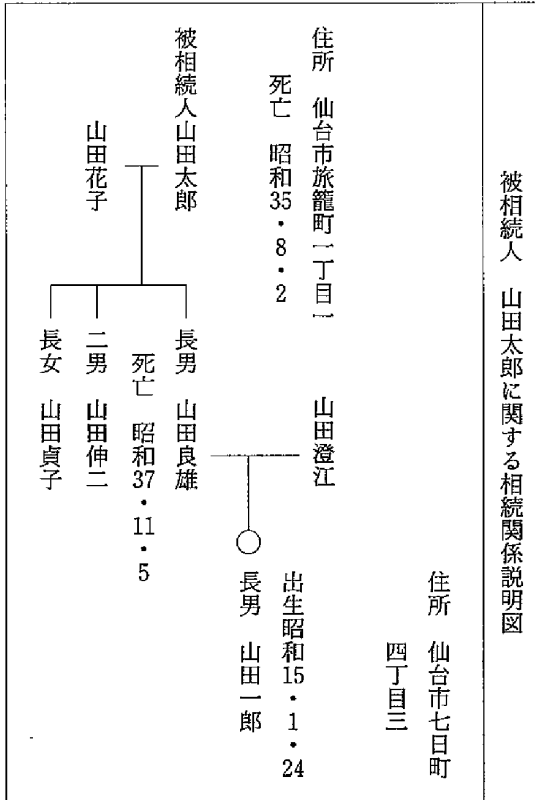 被相続人 山田太郎に関する相続関係説明図
住所 仙台市七日町
四丁目三
住所 仙台市旅籠町一丁目一
死亡 昭和35・8・2
被相続人山田太郎
山田花子
山田澄江
長男 山田良雄
死亡 昭和37・11・5
二男 山田伸二
長女 山田貞子
出生昭和15・1・24
長男 山田一郎